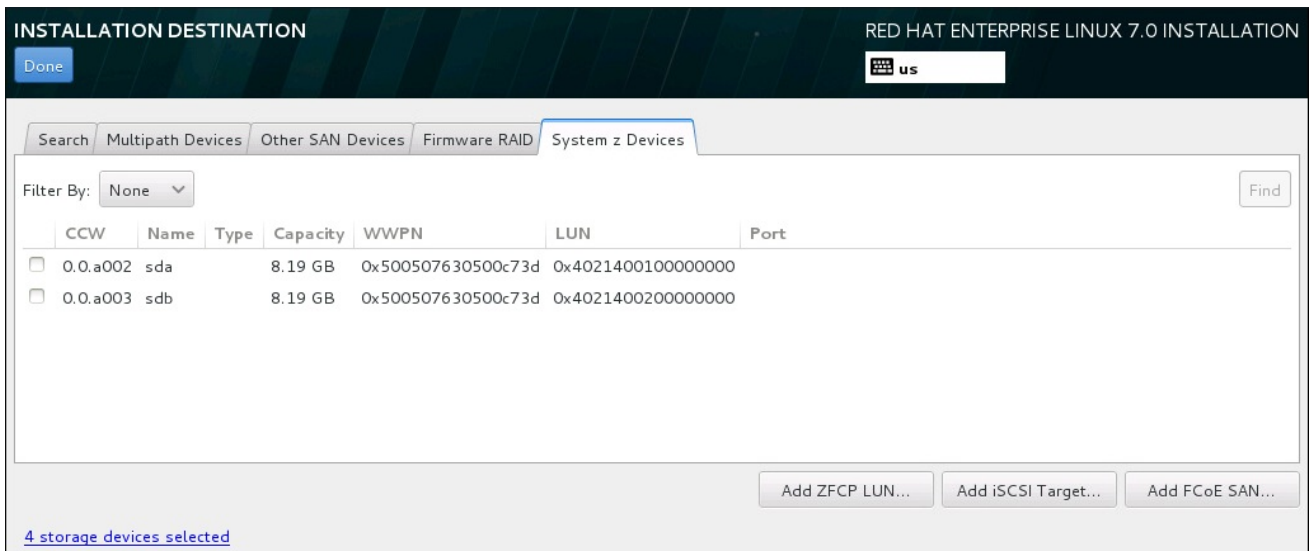 INSTALLATION DESTINATION
RED HAT ENTERPRISE LINUX 7.0 INSTALLATION
Done
us
Search Multipath Devices Other SAN Devices Firmware RAID System z Devices
Filter By: None Find
CCW Name Type Capacity WWPN LUN Port
0.0.a002 sda 8.19 GB 0x500507630500c73d 0x4021400100000000
0.0.a003 sdb 8.19 GB 0x500507630500c73d 0x4021400200000000
Add ZFCP LUN... Add iSCSI Target... Add FCoE SAN...
4 storage devices selected